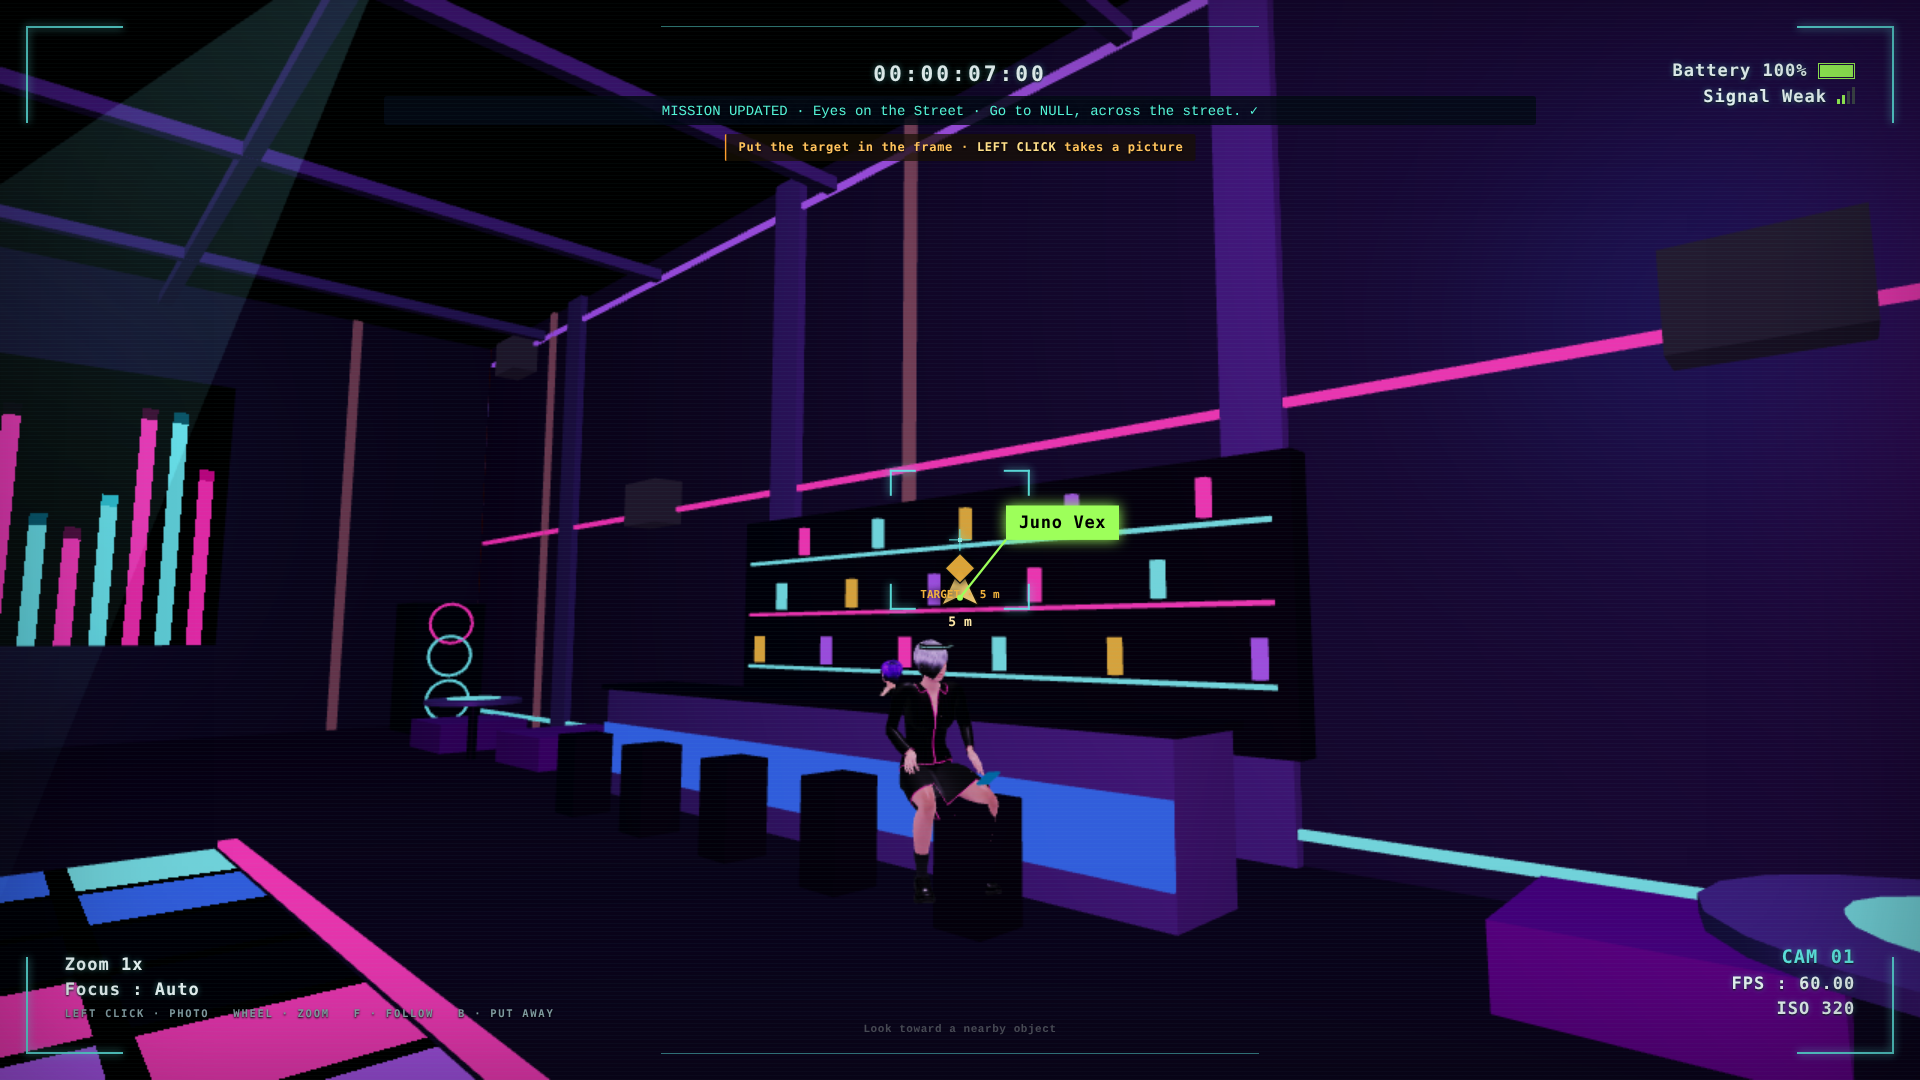 00:00:07:00
Battery 100%
Signal Weak
MISSION UPDATED · Eyes on the Street · Go to NULL, across the street. ✓
Put the target in the frame · LEFT CLICK takes a picture
Juno Vex
TARGET 5 m
5 m
Zoom 1x
Focus : Auto
LEFT CLICK · PHOTO WHEEL · ZOOM F · FOLLOW B · PUT AWAY
Look toward a nearby object
CAM 01
FPS : 60.00
ISO 320